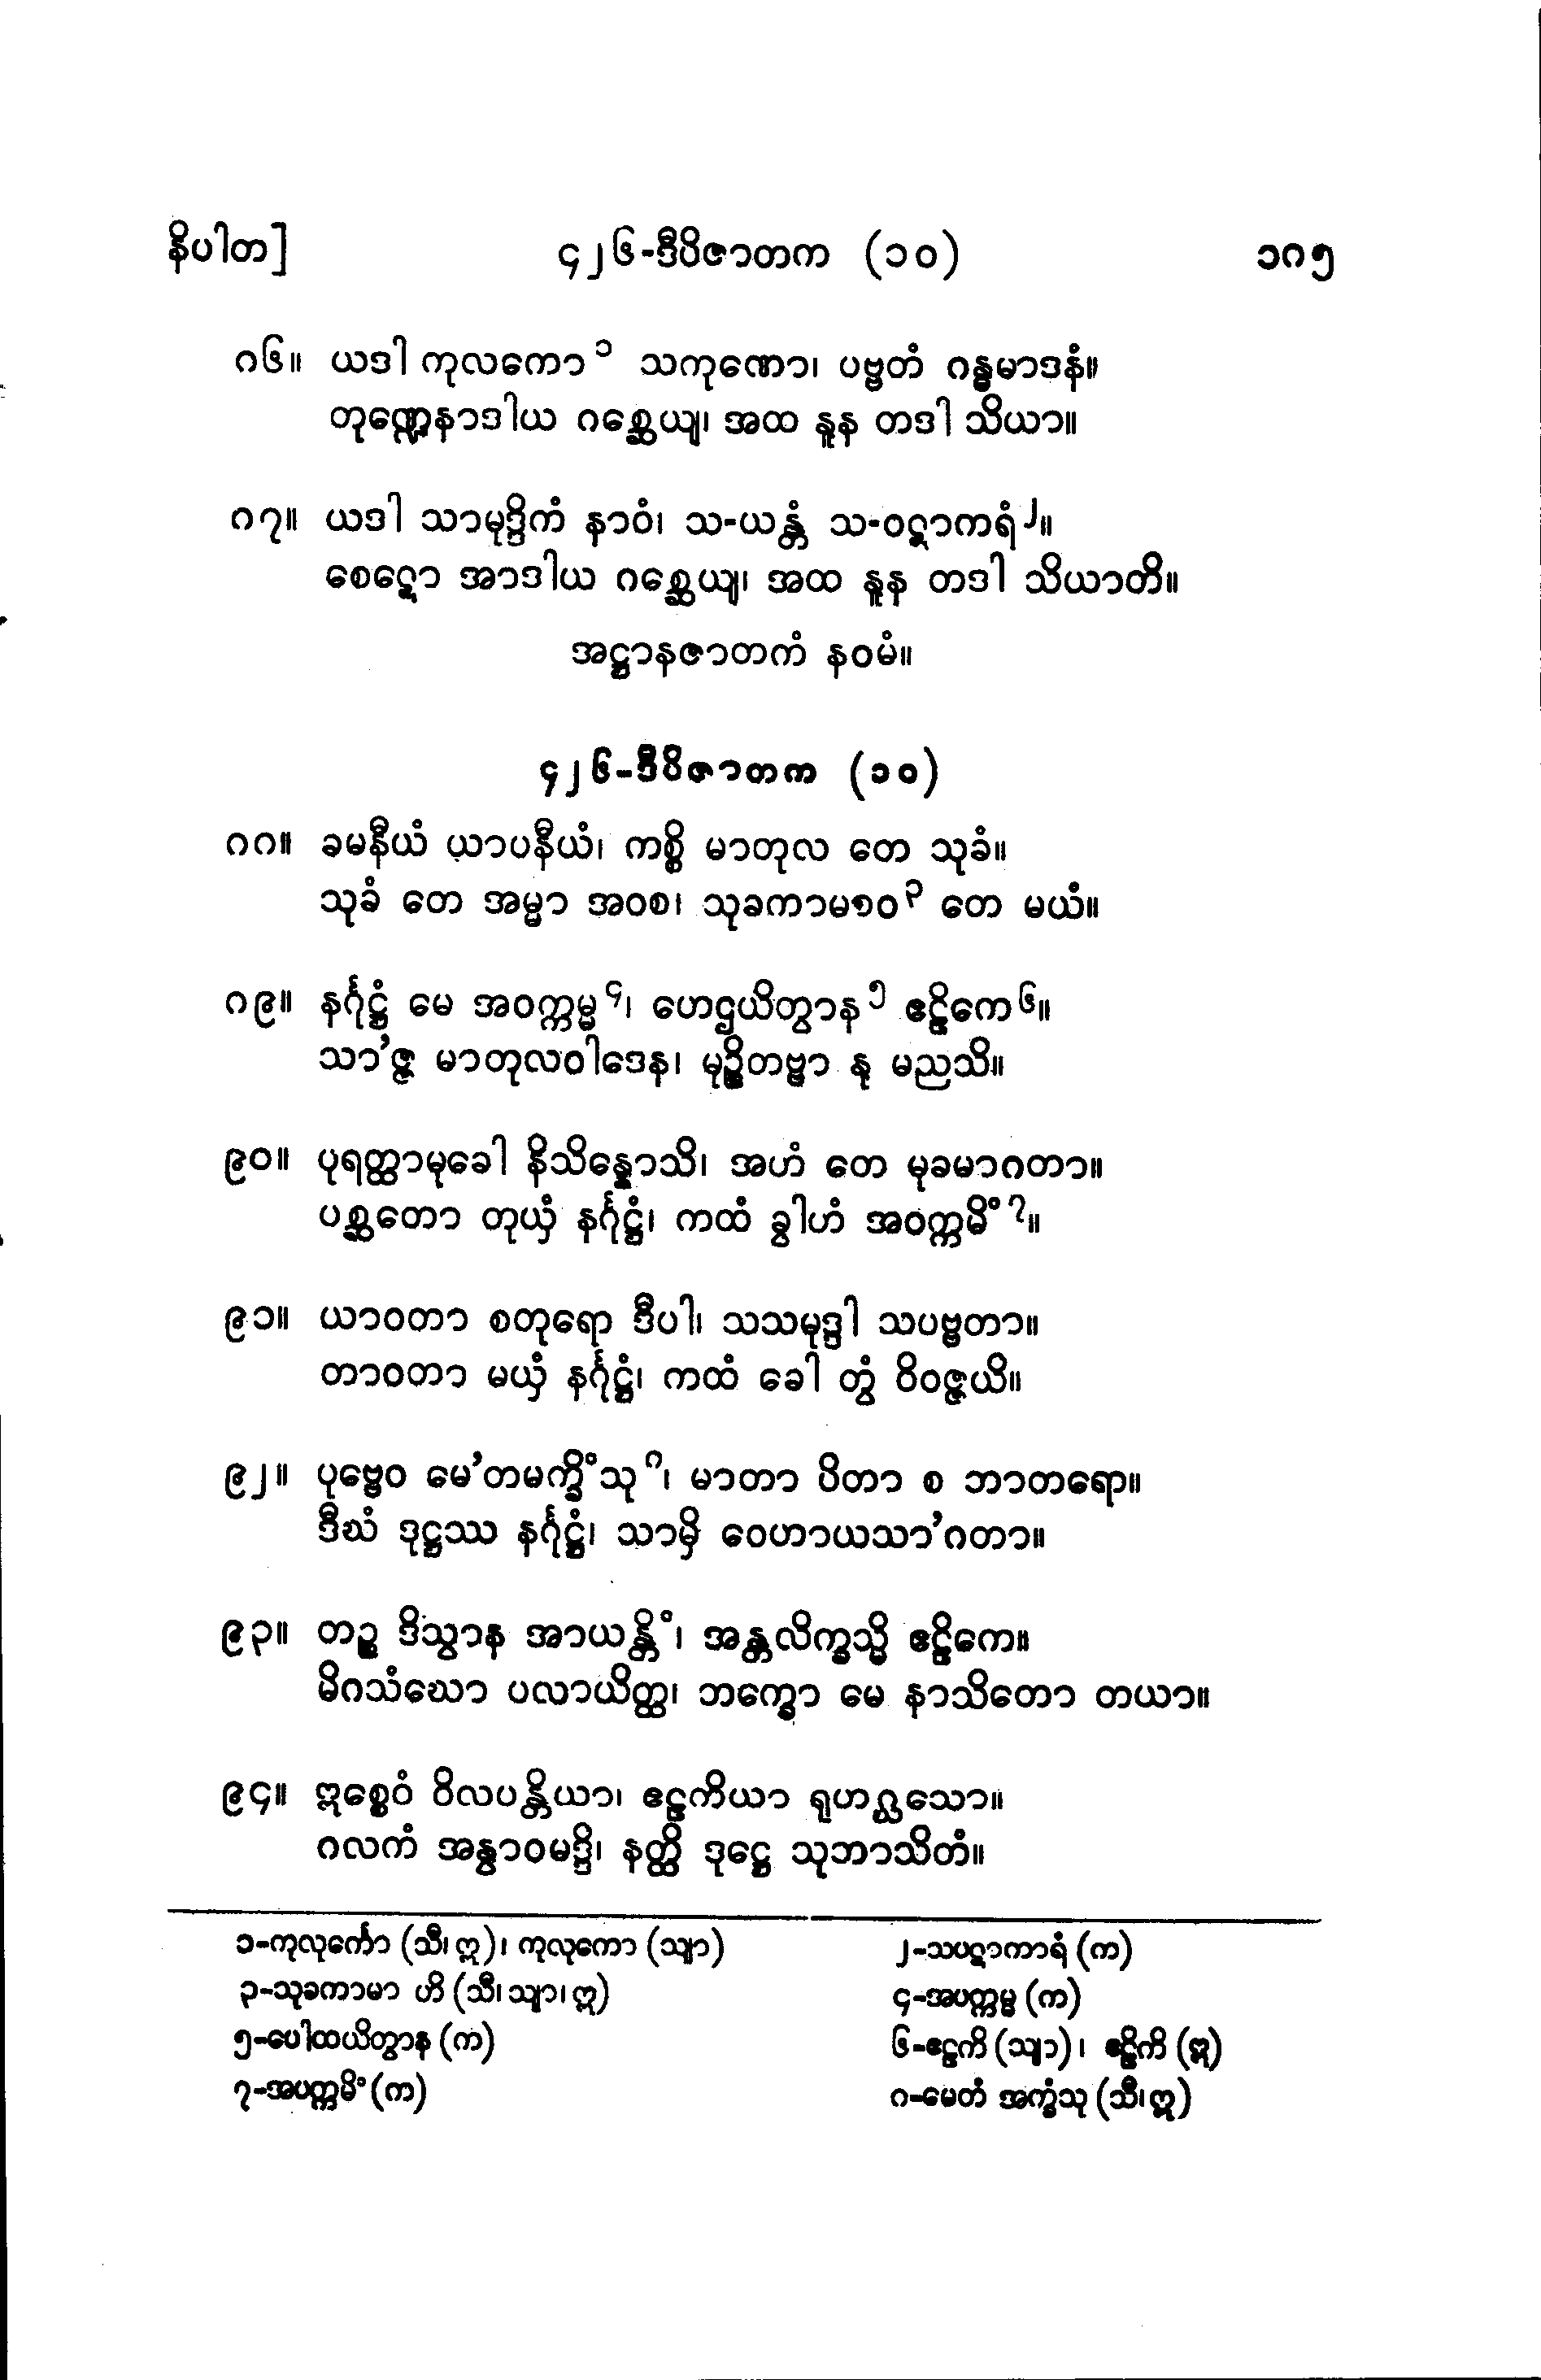 နိပါတ] ၄၂၆-ဒီပိဇာတက (၁၀) ၁၈၅
၈၆။ ယဒါ ကုလကော ၁ သကုဏော၊ ပဗ္ဗတံ ဂန္ဓမာဒနံ။
တုဏ္ဍေနာဒါယ ဂစ္ဆေယျ၊ အထ နူန တဒါ သိယာ။
၈၇။ ယဒါ သာမုဒ္ဒိကံ နာဝံ၊ သ-ယန္တံ သ-ဝဋာကရံ ၂။
စေဋော အာဒါယ ဂစ္ဆေယျ၊ အထ နူန တဒါ သိယာတိ။
အဋ္ဌာနဇာတကံ နဝမံ။
၄၂၆-ဒီပိဇာတက (၁၀)
၈၈။ ခမနီယံ ယာပနီယံ၊ ကစ္စိ မာတုလ တေ သုခံ။
သုခံ တေ အမ္မာ အဝစ၊ သုခကာမာဝ ၃ တေ မယံ။
၈၉။ နင်္ဂုဋ္ဌံ မေ အဝက္ကမ္မ ၄၊ ဟေဌယိတွာန ၅ ဧဠိကေ ၆။
သာ’ဇ္ဇ မာတုလဝါဒေန၊ မုဉ္စိတဗ္ဗာ နု မညသိ။
၉၀။ ပုရတ္ထာမုခေါ နိသိန္နောသိ၊ အဟံ တေ မုခမာဂတာ။
ပစ္ဆတော တုယှံ နင်္ဂုဋ္ဌံ၊ ကထံ ခွါဟံ အဝက္ကမိံ ၇။
၉၁။ ယာဝတာ စတုရော ဒီပါ၊ သသမုဒ္ဒါ သပဗ္ဗတာ။
တာဝတာ မယှံ နင်္ဂုဋ္ဌံ၊ ကထံ ခေါ တွံ ဝိဝဇ္ဇယိ။
၉၂။ ပုဗ္ဗေဝ မေ’တမက္ခိံသု ၈၊ မာတာ ပိတာ စ ဘာတရော။
ဒီဃံ ဒုဋ္ဌဿ နင်္ဂုဋ္ဌံ၊ သာမှိ ဝေဟာယသာ’ဂတာ။
၉၃။ တဉ္စ ဒိသွာန အာယန္တိံ၊ အန္တလိက္ခသ္မိ ဧဠိကေ။
မိဂသံဃော ပလာယိတ္ထ၊ ဘက္ခော မေ နာသိတော တယာ။
၉၄။ ဣစ္စေဝံ ဝိလပန္တိယာ၊ ဧဠကိယာ ရုဟဂ္ဃသော။
ဂလကံ အန္ဝာဝမဒ္ဒိ၊ နတ္ထိ ဒုဋ္ဌေ သုဘာသိတံ။
၁-ကုလုင်္ကော (သီ၊ ဣ)၊ ကုလုကော (သျာ) ၂-သပဋာကာရံ (က)
၃-သုခကာမာ ဟိ (သီ၊ သျာ၊ ဣ) ၄-အပက္ကမ္မ (က)
၅-ပေါထယိတွာန (က) ၆-ဧဠကိ (သျာ)၊ ဧဠိကိ (ဣ)
၇-အပက္ကမိံ (က) ၈-မေတံ အက္ခံသု (သီ၊ ဣ)